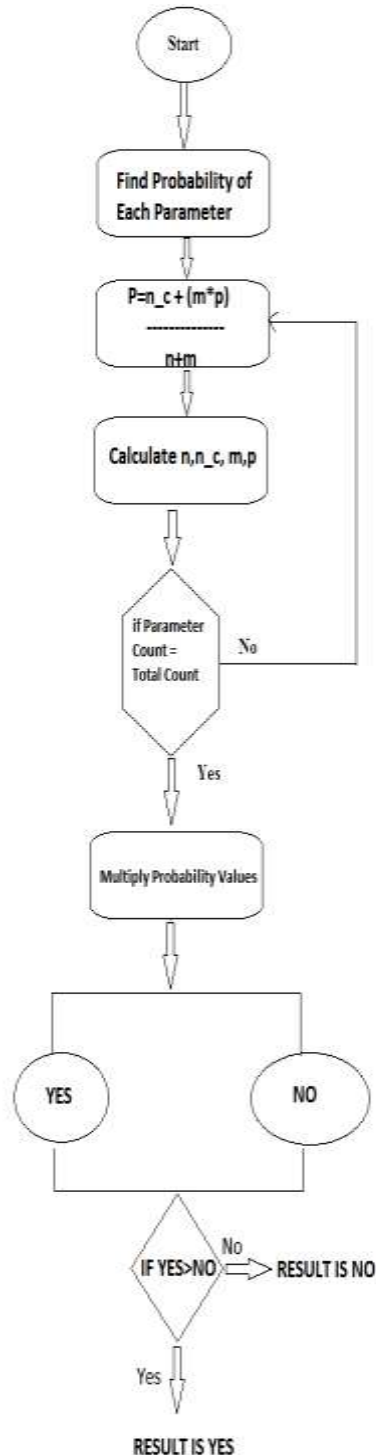 Start
Find Probability of
Each Parameter
P=n_c + (m*p)
---------------
n+m
Calculate n,n_c, m,p
if Parameter
Count =
Total Count
No
Yes
Multiply Probability Values
YES
NO
IF YES>NO
No
RESULT IS NO
Yes
RESULT IS YES